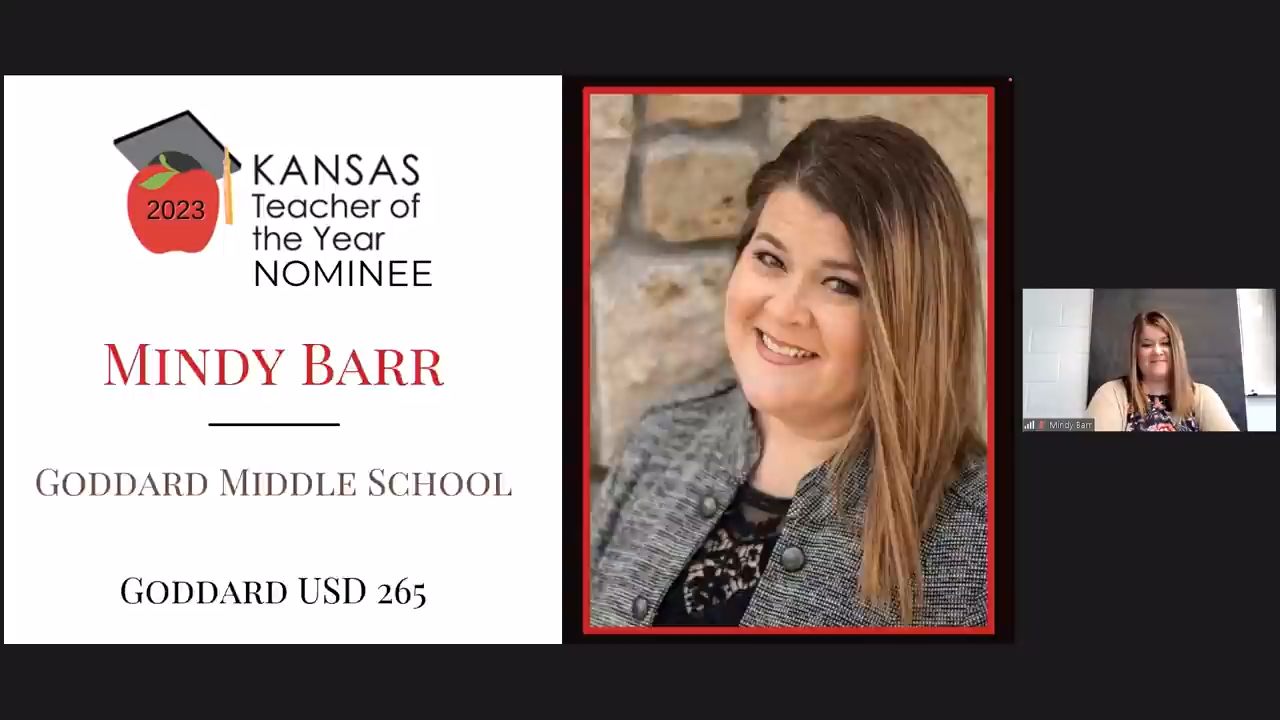 2023
KANSAS
Teacher of
the Year
NOMINEE
MINDY BARR
GODDARD MIDDLE SCHOOL
GODDARD USD 265
Mindy Barr